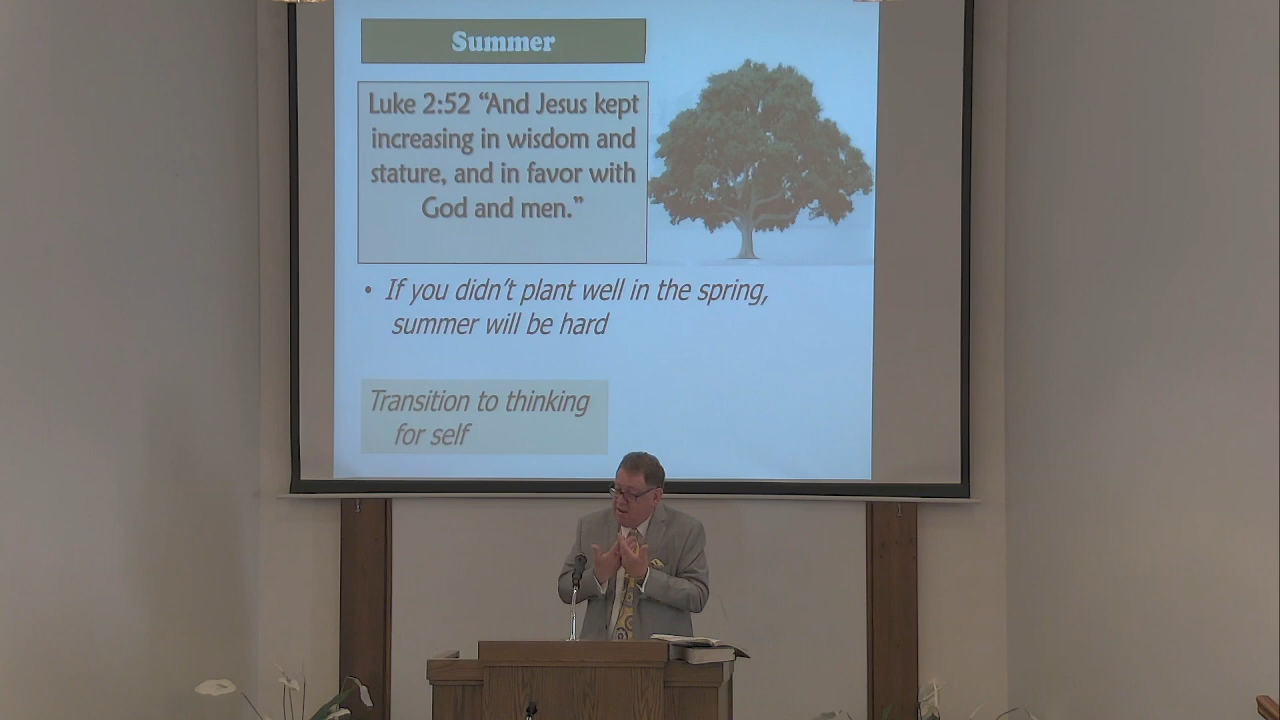 Summer
Luke 2:52 “And Jesus kept
increasing in wisdom and
stature, and in favor with
God and men.”
• If you didn’t plant well in the spring,
summer will be hard
Transition to thinking
for self